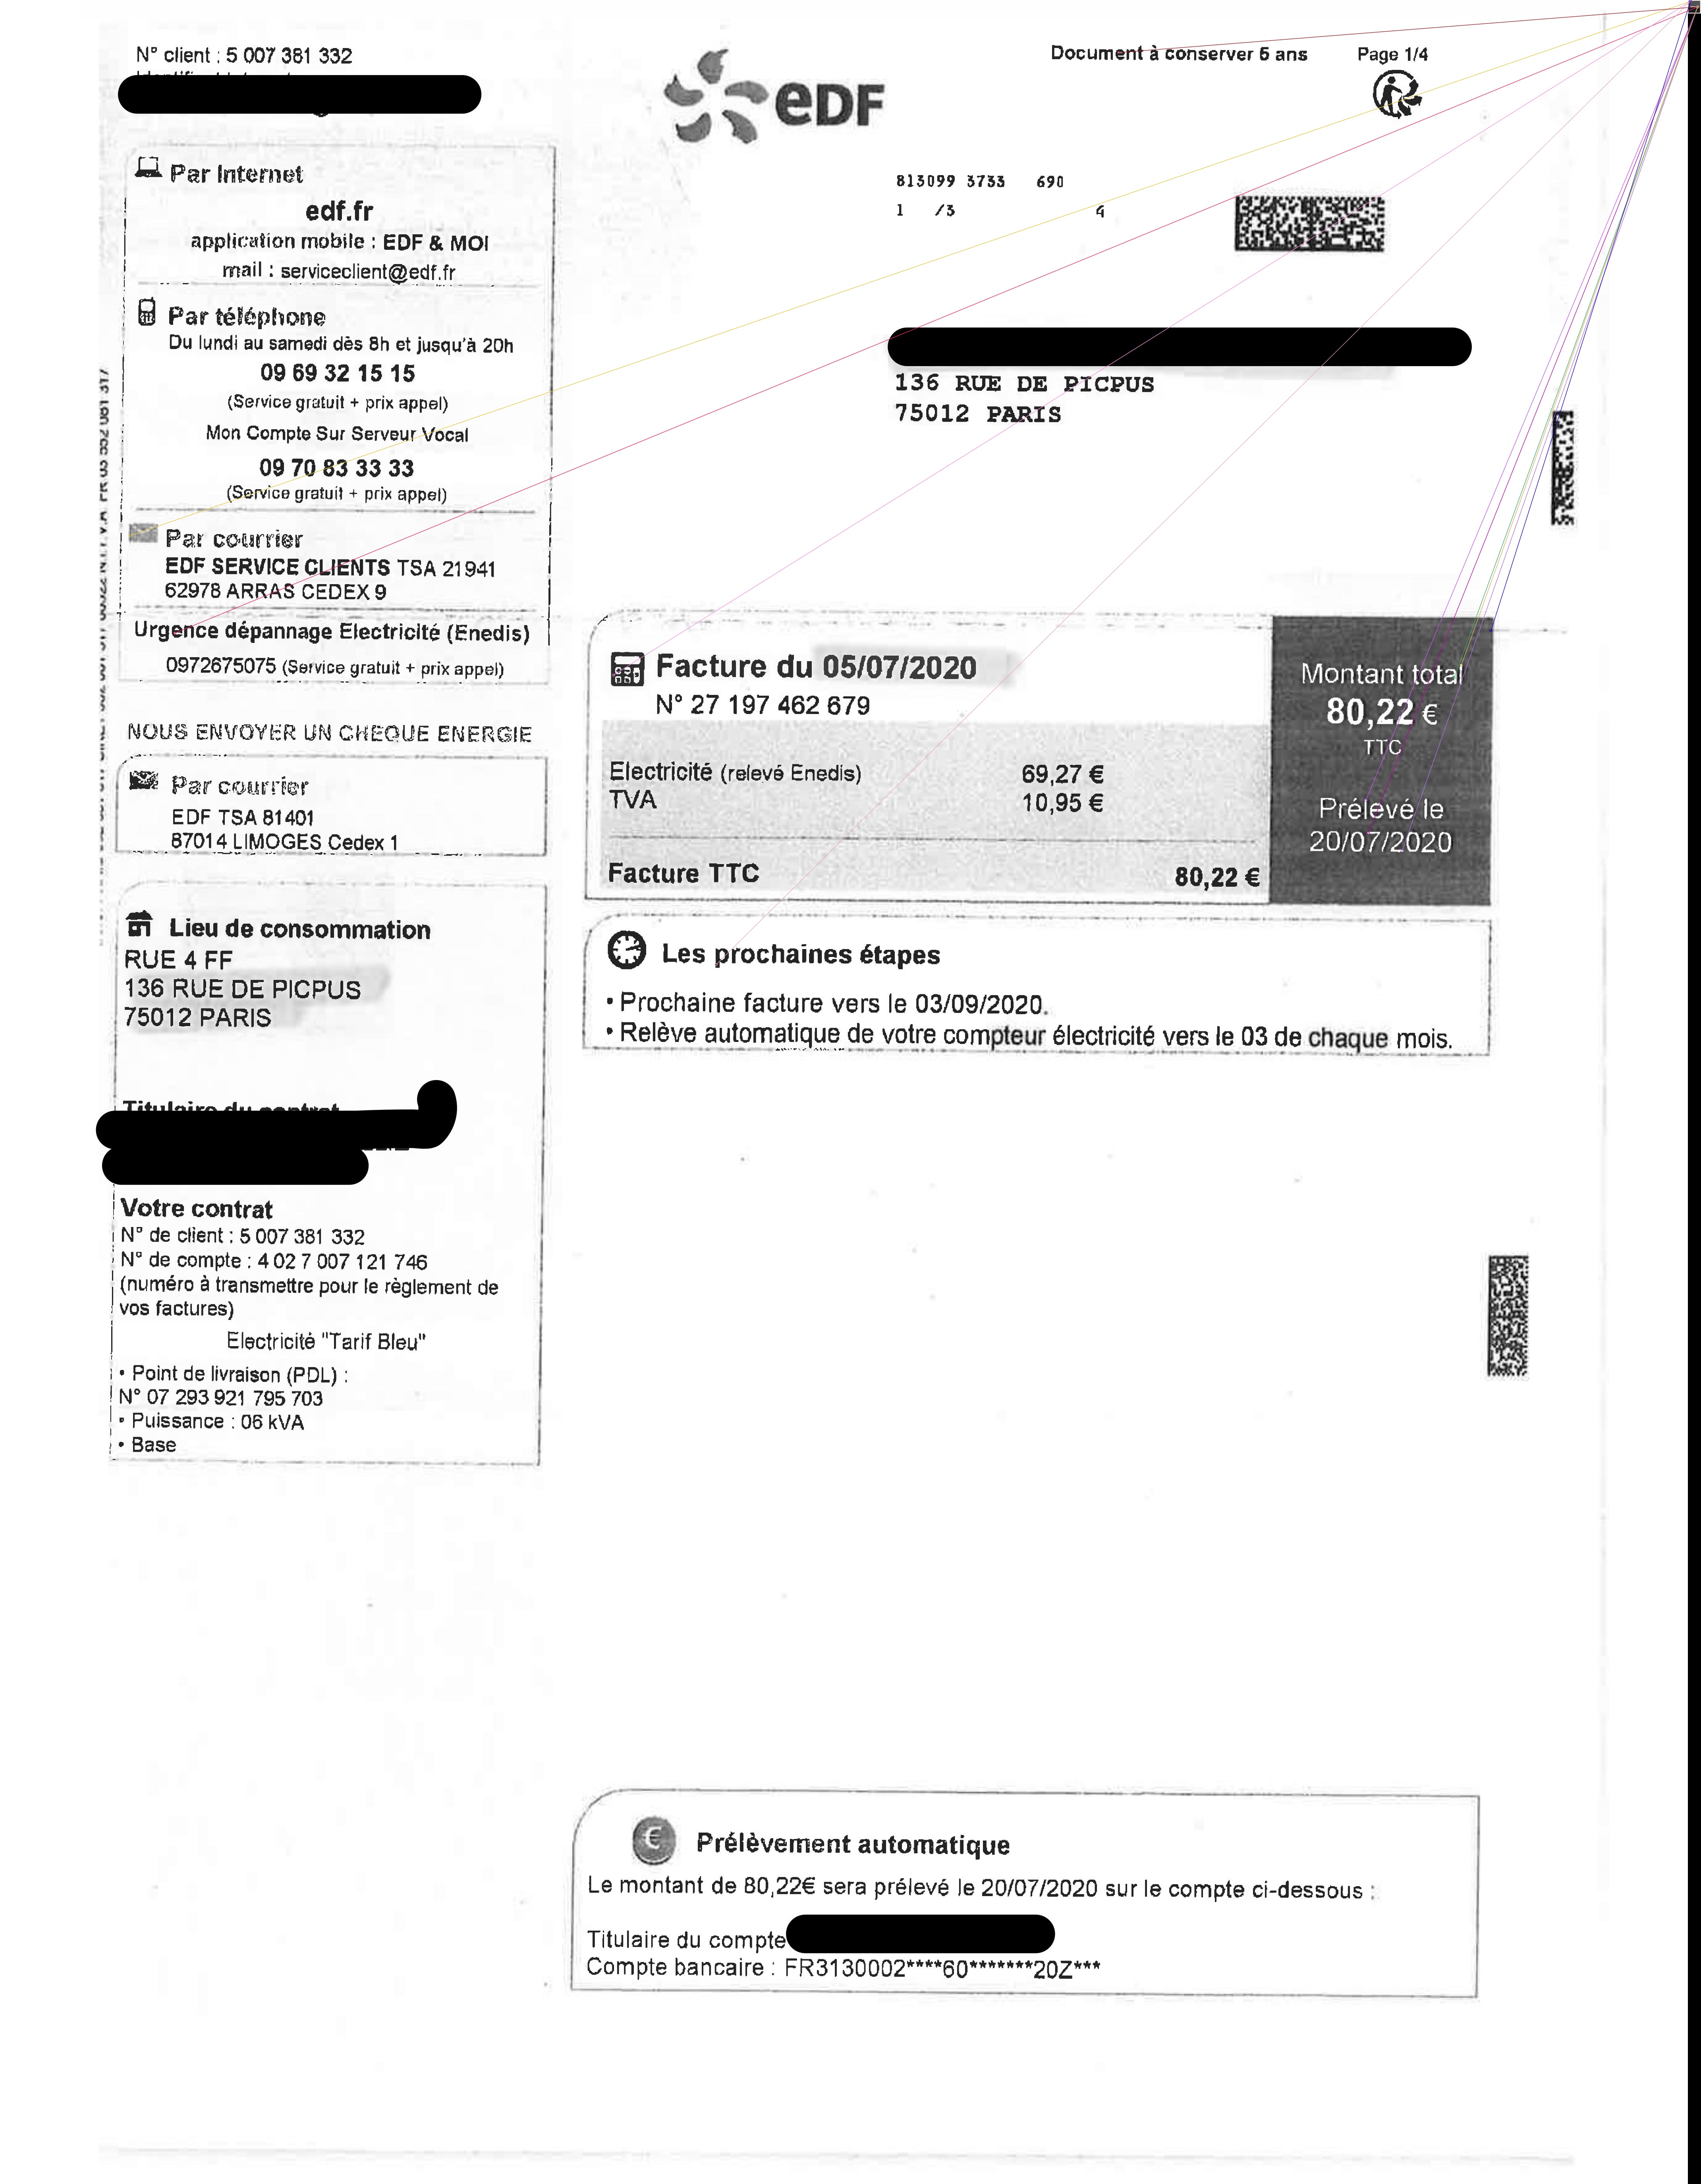 N° client : 5 007 381 332
Par Internet
edf.fr
application mobile : EDF & MOI
mail : serviceclient@edf.fr
Par téléphone
Du lundi au samedi dès 8h et jusqu'à 20h
09 69 32 15 15
(Service gratuit + prix appel)
Mon Compte Sur Serveur Vocal
09 70 83 33 33
(Service gratuit + prix appel)
Par courrier
EDF SERVICE CLIENTS TSA 21941
62978 ARRAS CEDEX 9
Urgence dépannage Electricité (Enedis)
0972675075 (Service gratuit + prix appel)
NOUS ENVOYER UN CHEQUE ENERGIE
Par courrier
EDF TSA 81401
87014 LIMOGES Cedex 1
Lieu de consommation
RUE 4 FF
136 RUE DE PICPUS
75012 PARIS
Titulaire du contrat
Votre contrat
N° de client : 5 007 381 332
N° de compte : 4 02 7 007 121 746
(numéro à transmettre pour le règlement de
vos factures)
Electricité "Tarif Bleu"
• Point de livraison (PDL) :
N° 07 293 921 795 703
• Puissance : 06 kVA
• Base
eDF
Document à conserver 5 ans
Page 1/4
813099 3733 690
1 /3 4
136 RUE DE PICPUS
75012 PARIS
Facture du 05/07/2020
N° 27 197 462 679
Electricité (relevé Enedis) 69,27 €
TVA 10,95 €
Facture TTC 80,22 €
Montant total
80,22 €
TTC
Prélevé le
20/07/2020
Les prochaines étapes
• Prochaine facture vers le 03/09/2020.
• Relève automatique de votre compteur électricité vers le 03 de chaque mois.
€ Prélèvement automatique
Le montant de 80,22€ sera prélevé le 20/07/2020 sur le compte ci-dessous :
Titulaire du compte
Compte bancaire : FR3130002****60*******20Z***